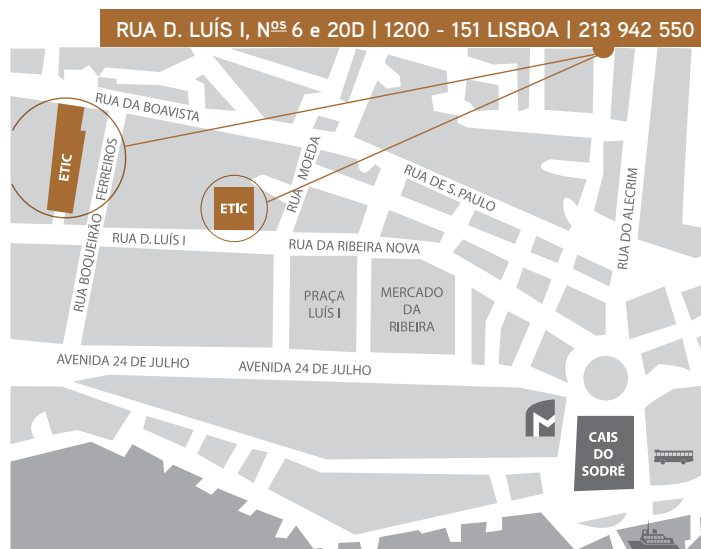 RUA D. LUÍS I, Nos 6 e 20D | 1200 - 151 LISBOA | 213 942 550
RUA DA BOAVISTA
ETIC
RUA BOQUEIRÃO FERREIROS
RUA MOEDA
RUA DE S. PAULO
RUA DO ALECRIM
ETIC
RUA D. LUÍS I
RUA DA RIBEIRA NOVA
PRAÇA
LUÍS I
MERCADO
DA
RIBEIRA
AVENIDA 24 DE JULHO
AVENIDA 24 DE JULHO
M
CAIS
DO
SODRÉ